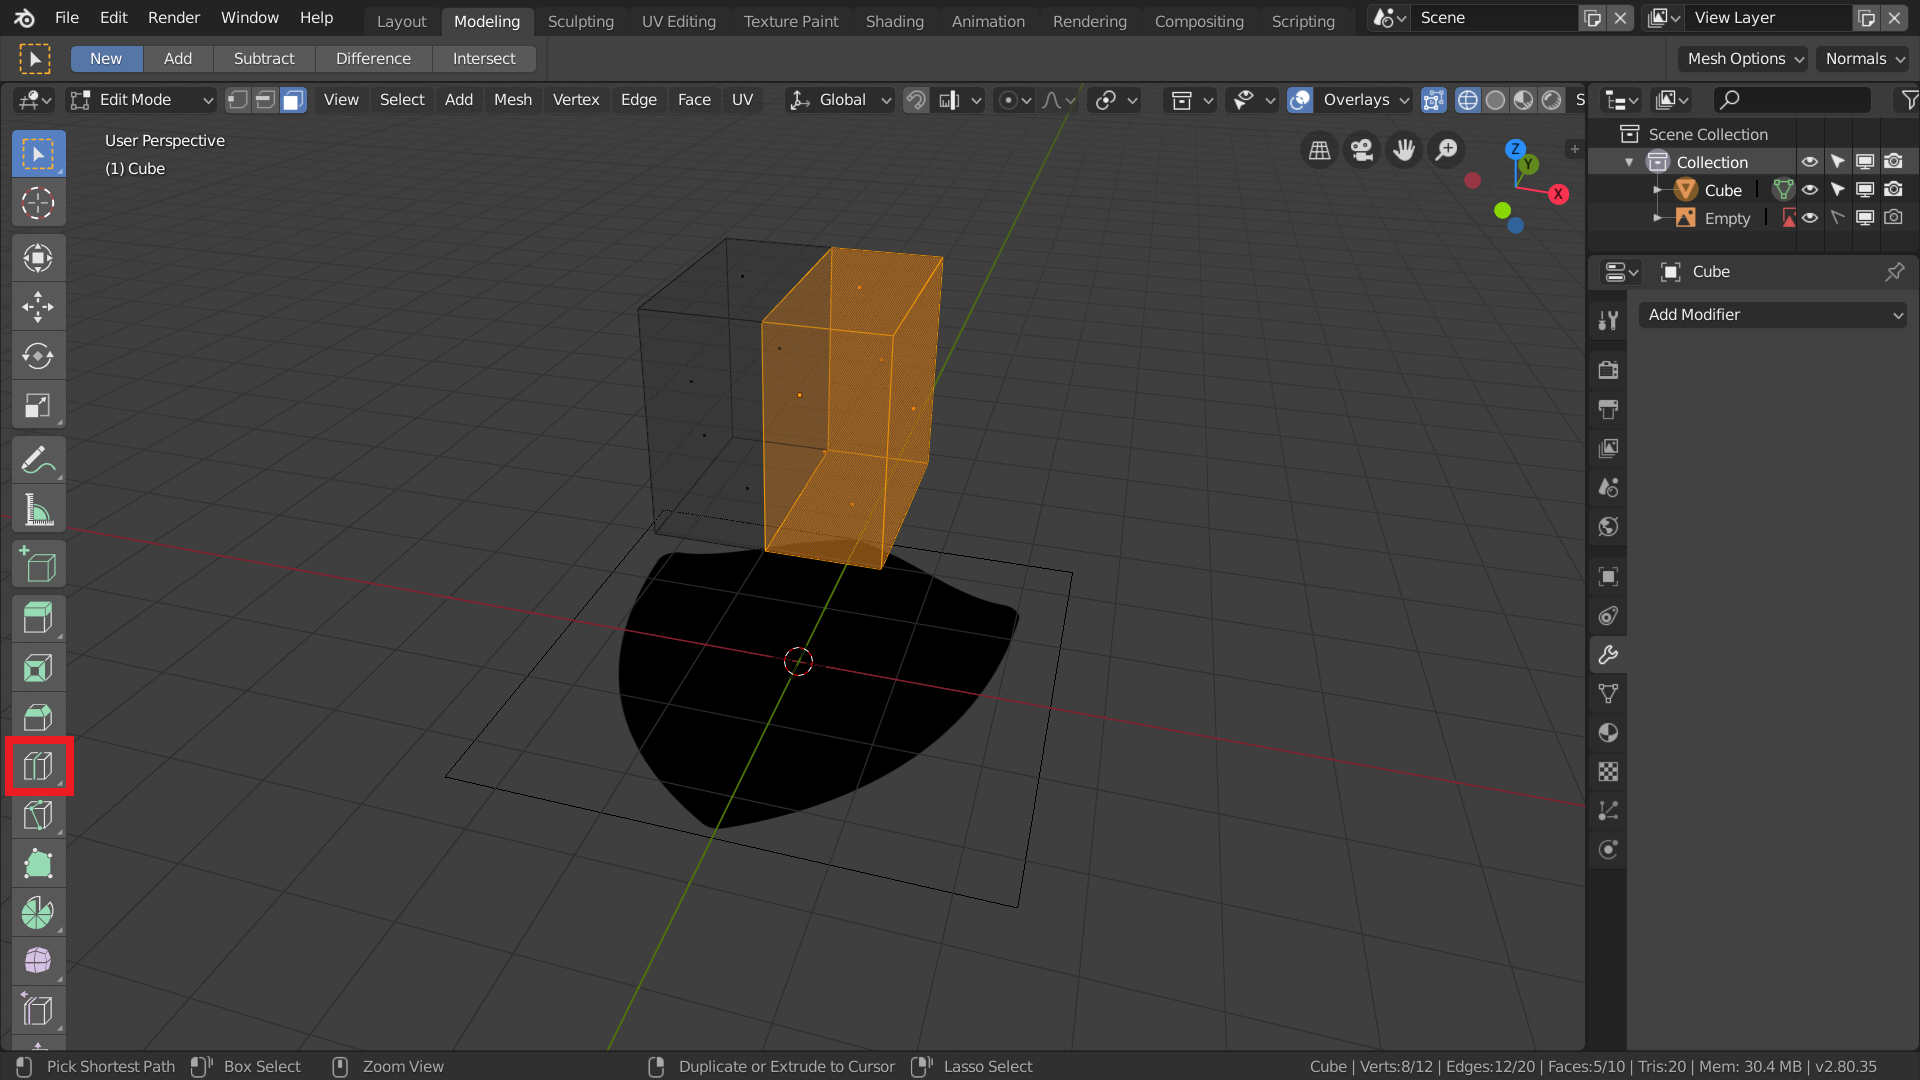 File Edit Render Window Help Layout Modeling Sculpting UV Editing Texture Paint Shading Animation Rendering Compositing Scripting Scene View Layer
New Add Subtract Difference Intersect Mesh Options Normals
Edit Mode View Select Add Mesh Vertex Edge Face UV Global Overlays S
User Perspective
(1) Cube
Z
Y
X
Scene Collection
Collection
Cube
Empty
Cube
Add Modifier
Pick Shortest Path Box Select Zoom View Duplicate or Extrude to Cursor Lasso Select Cube | Verts:8/12 | Edges:12/20 | Faces:5/10 | Tris:20 | Mem: 30.4 MB | v2.80.35